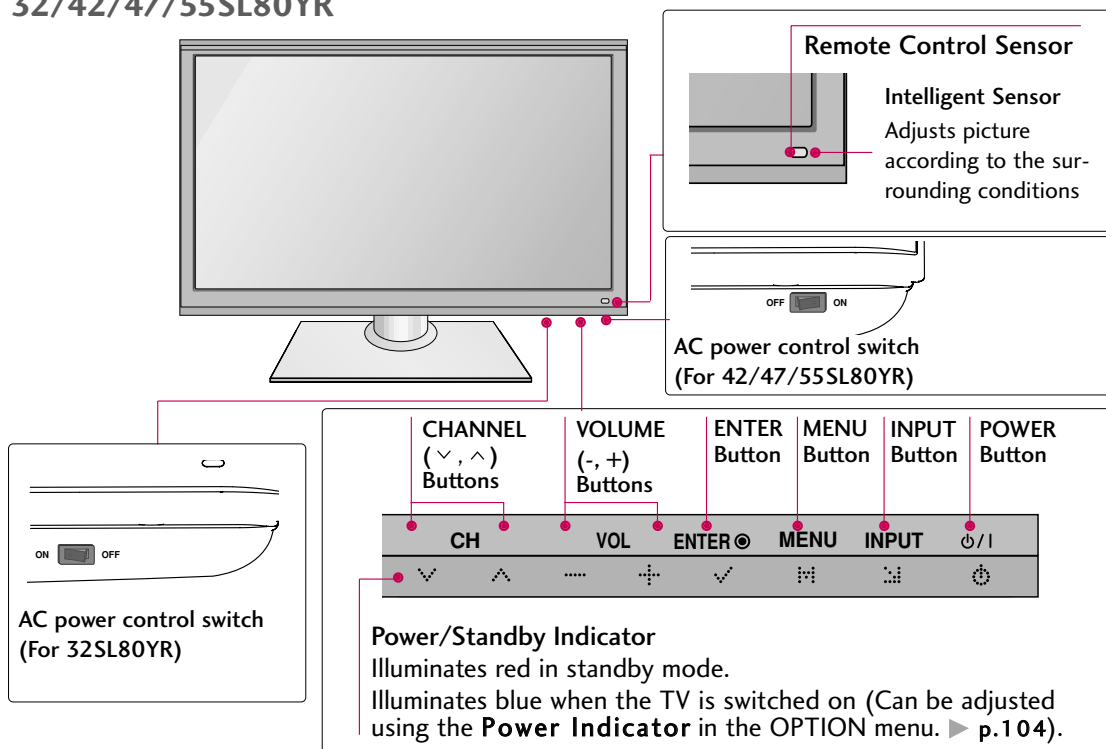 32/42/47/55SL80YR
Remote Control Sensor
Intelligent Sensor
Adjusts picture
according to the sur-
rounding conditions
OFF ON
AC power control switch
(For 42/47/55SL80YR)
ON OFF
AC power control switch
(For 32SL80YR)
CHANNEL
(﹀, ︿)
Buttons
VOLUME
(-, +)
Buttons
ENTER
Button
MENU
Button
INPUT
Button
POWER
Button
CH VOL ENTER MENU INPUT ⏻/I
Power/Standby Indicator
Illuminates red in standby mode.
Illuminates blue when the TV is switched on (Can be adjusted
using the Power Indicator in the OPTION menu. ► p.104).